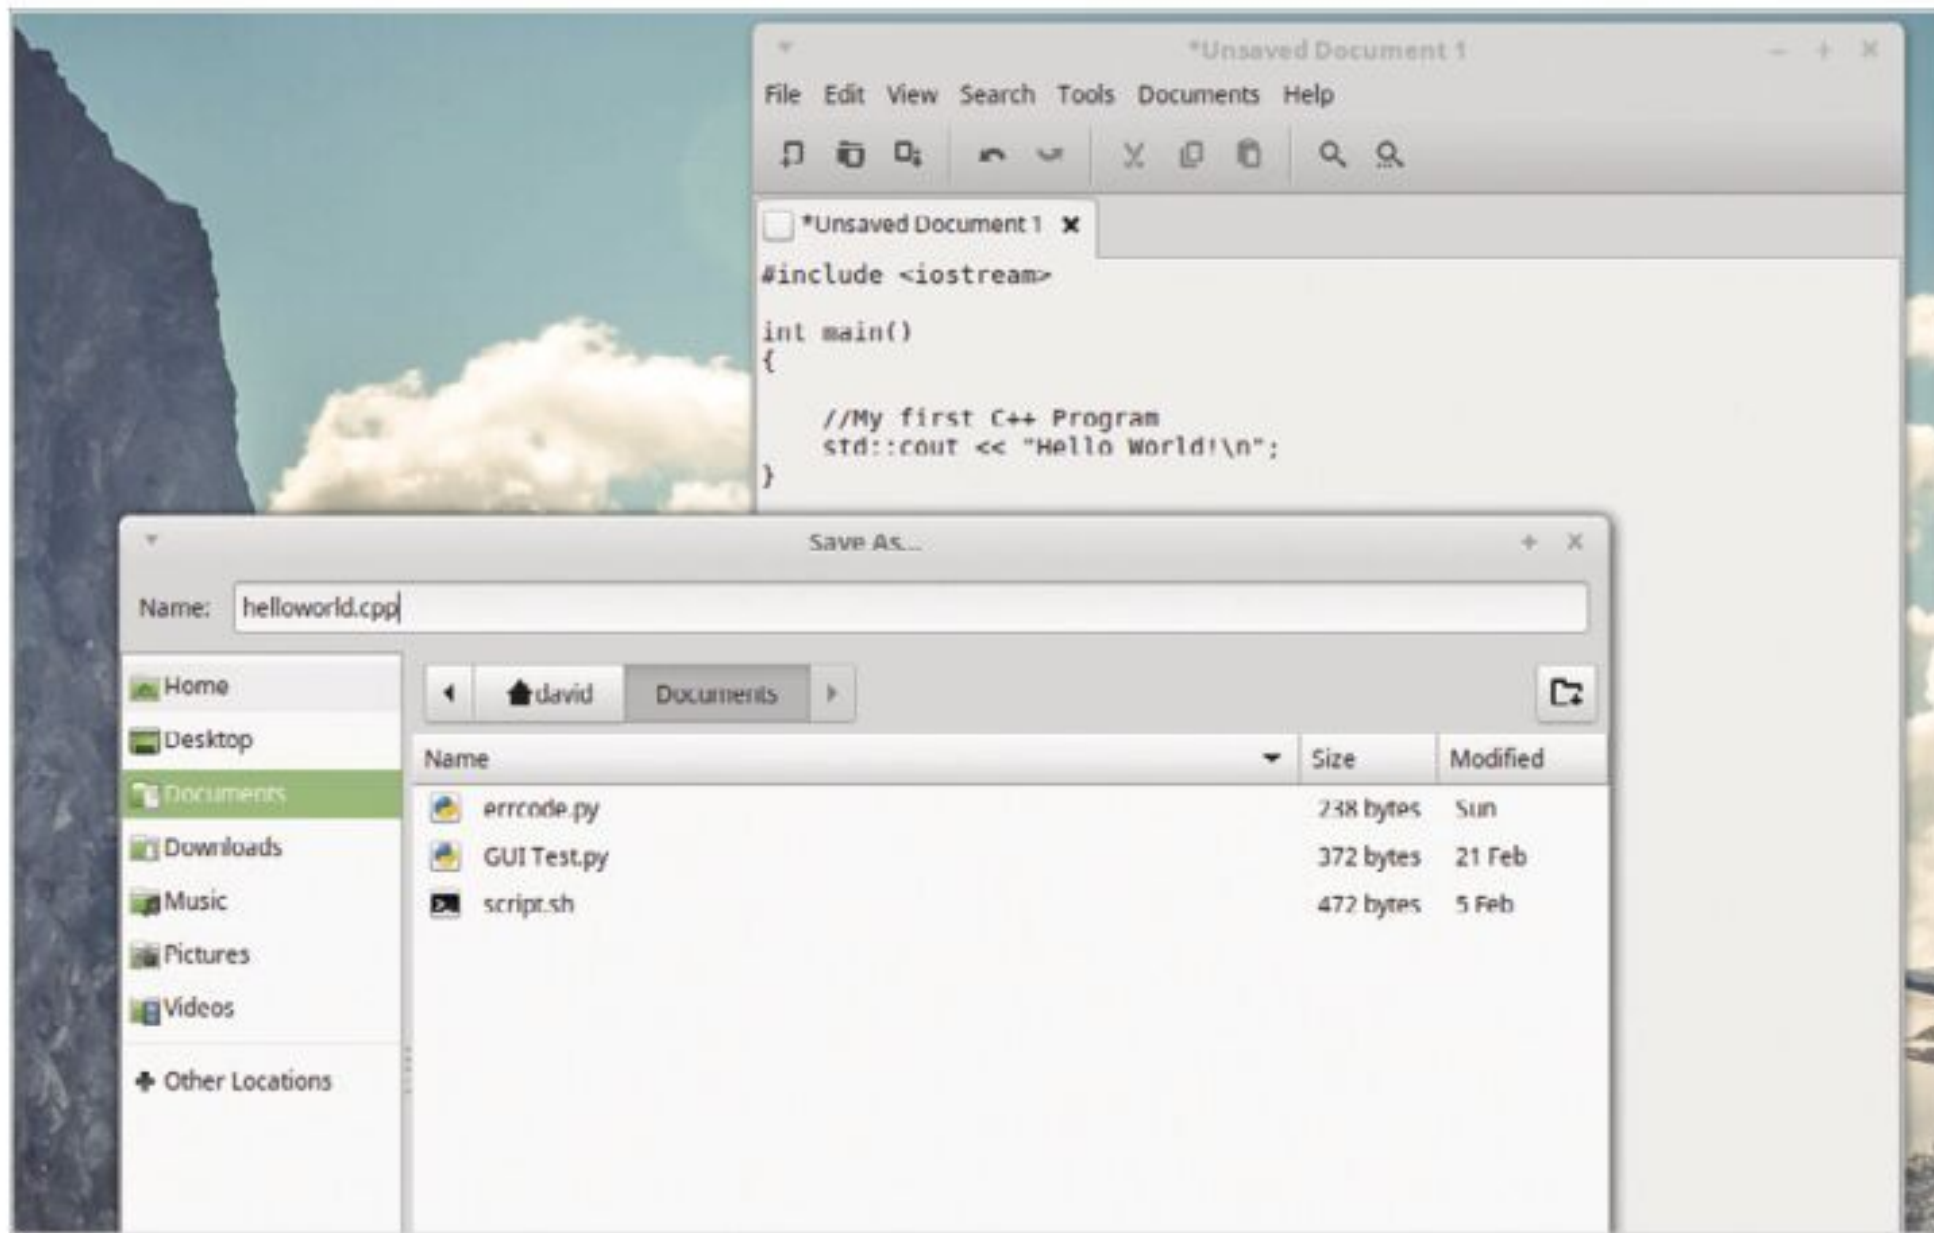 *Unsaved Document 1
File Edit View Search Tools Documents Help
*Unsaved Document 1
#include <iostream>
int main()
{
//My first C++ Program
std::cout << "Hello World!\n";
}
Save As...
Name: helloworld.cpp
Home
Desktop
Documents
Downloads
Music
Pictures
Videos
Other Locations
david Documents
Name Size Modified
errcode.py 238 bytes Sun
GUI Test.py 372 bytes 21 Feb
script.sh 472 bytes 5 Feb